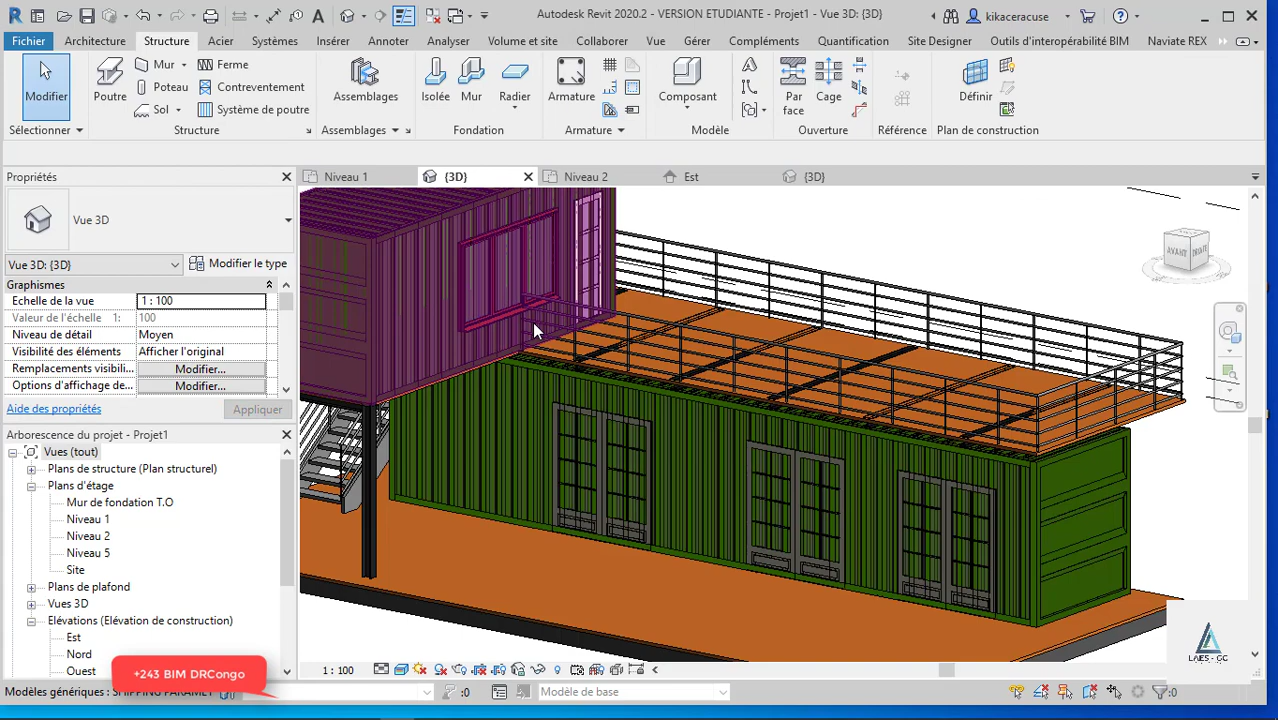 Autodesk Revit 2020.2 - VERSION ETUDIANTE - Projet1 - Vue 3D: {3D}
kikaceracuse
Fichier Architecture Structure Acier Systèmes Insérer Annoter Analyser Volume et site Collaborer Vue Gérer Compléments Quantification Site Designer Outils d'interopérabilité BIM Naviate REX
Modifier
Poutre
Mur
Poteau
Sol
Ferme
Contreventement
Système de poutre
Assemblages
Isolée
Mur
Radier
Armature
Composant
Par face
Cage
Définir
Sélectionner Structure Assemblages Fondation Armature Modèle Ouverture Référence Plan de construction
Propriétés
Niveau 1 {3D} Niveau 2 Est {3D}
Vue 3D
Vue 3D: {3D} Modifier le type
Graphismes
Echelle de la vue 1 : 100
Valeur de l'échelle 1: 100
Niveau de détail Moyen
Visibilité des éléments Afficher l'original
Remplacements visibili... Modifier...
Options d'affichage de... Modifier...
Aide des propriétés Appliquer
Arborescence du projet - Projet1
Vues (tout)
Plans de structure (Plan structurel)
Plans d'étage
Mur de fondation T.O
Niveau 1
Niveau 2
Niveau 5
Site
Plans de plafond
Vues 3D
Elévations (Elévation de construction)
Est
Nord
Ouest
AVANT
+243 BIM DRCongo
1 : 100
Modèles génériques : SHIPPING PARAMET
:0
Modèle de base
:0
LAES - GC